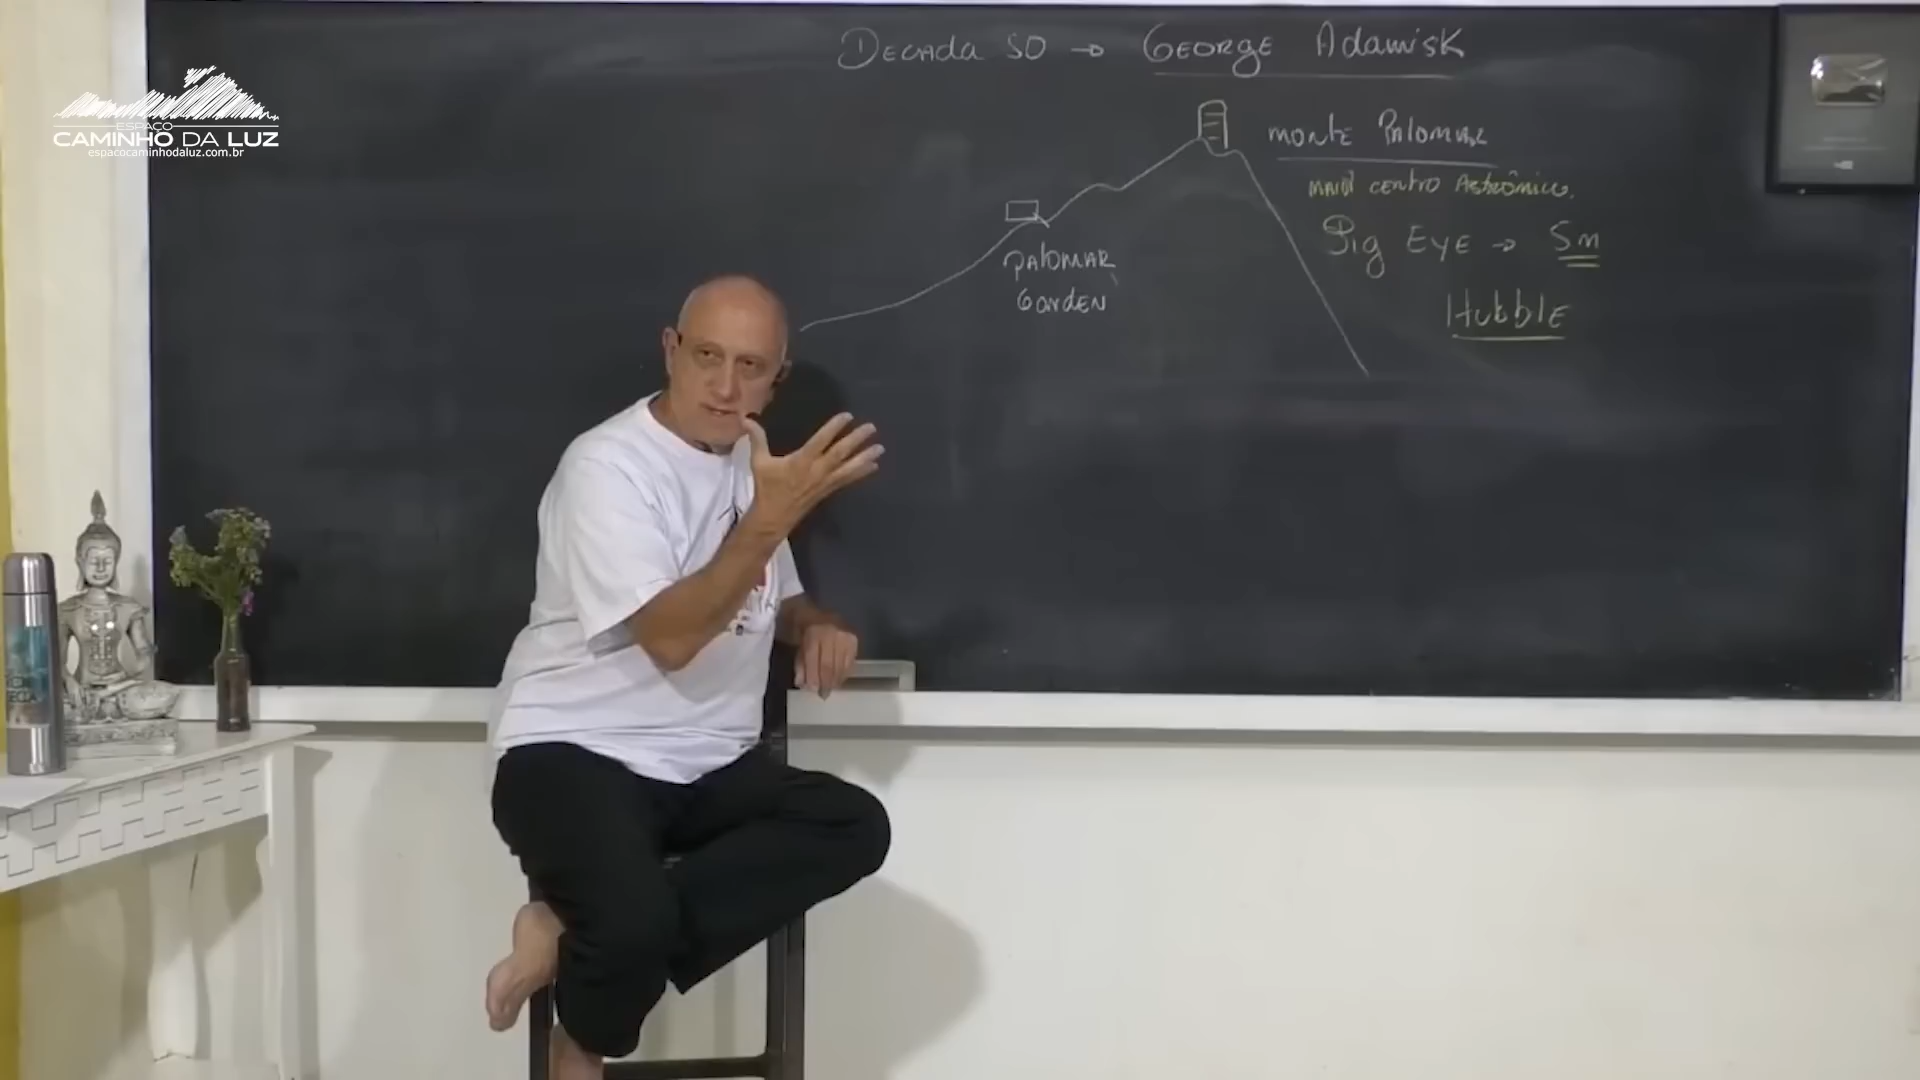 ESPAÇO
CAMINHO DA LUZ
espacocaminhodaluz.com.br
DECADA 50 → GEORGE AdAMISK
MONTE PALOMAR
MAIOR CENTRO ASTRÔMICO.
BIG EYE → 5m
HubblE
PALOMAR
GARDEN